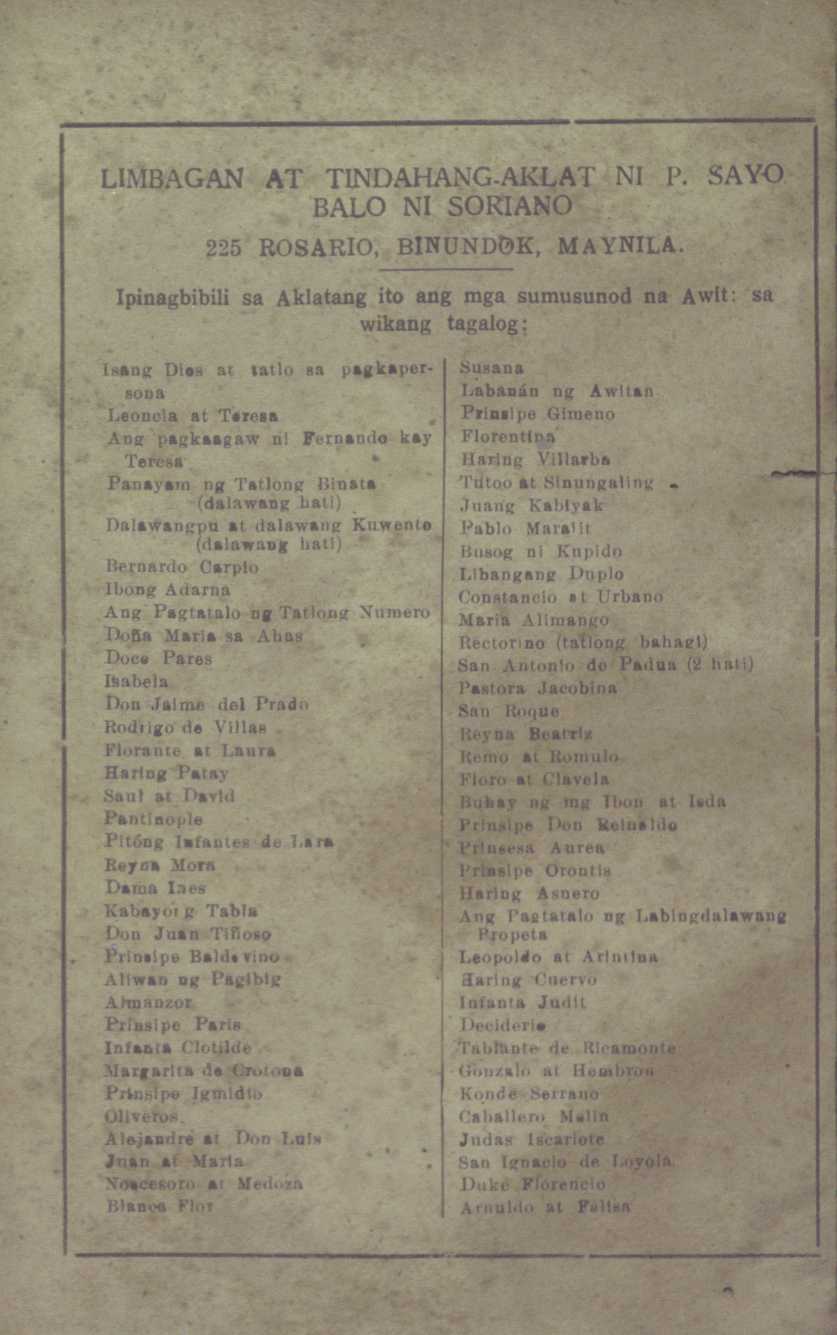 LIMBAGAN AT TINDAHANG-AKLAT NI P. SAYO
BALO NI SORIANO
225 ROSARIO, BINUNDOK, MAYNILA.
Ipinagbibili sa Aklatang ito ang mga sumusunod na Awit: sa
wikang tagalog:
Isang Dios at tatlo sa pagkaper-
sona
Leoncia at Teresa
Ang pagkaagaw ni Fernando kay
Teresa
Panayam ng Tatlong Binata
(dalawang hati)
Dalawangpu at dalawang Kuwento
(dalawang hati)
Bernardo Carpio
Ibong Adarna
Ang Pagtatalo ng Tatlong Numero
Doña Maria sa Ahas
Doce Pares
Isabela
Don Jaime del Prado
Rodrigo de Villas
Florante at Laura
Haring Patay
Saul at David
Pantinople
Pitóng Infantes de Lara
Reyna Mora
Dama Ines
Kabayong Tabla
Don Juan Tiñoso
Prinsipe Baldovino
Aliwan ng Pagibig
Almanzor
Prinsipe Paris
Infanta Clotilde
Margarita de Crotona
Prinsipe Igmidio
Oliveros
Alejandre at Don Luis
Juan at Maria
Noscesoro at Medoza
Blanca Flor
Susana
Labanán ng Awitan
Prinsipe Gimeno
Florentina
Haring Villarba
Tutoo at Sinungaling
Juang Kabiyak
Pablo Maralit
Busog ni Kupido
Libangang Duplo
Constancio at Urbano
Maria Alimango
Rectorino (tatlong bahagi)
San Antonio de Padua (2 hati)
Pastora Jacobina
San Roque
Reyna Beatriz
Remo at Romulo
Floro at Clavela
Buhay ng mg Ibon at Isda
Prinsipe Don Reinaldo
Prinsesa Aurea
Prinsipe Orontis
Haring Asuero
Ang Pagtatalo ng Labingdalawang
Propeta
Leopoldo at Arintina
Haring Cuervo
Infanta Judit
Deciderio
Tablante de Ricamonte
Gonzalo at Hembron
Konde Serrano
Caballero Malin
Judas Iscariote
San Ignacio de Loyola
Duke Florencio
Arnuldo at Felisa